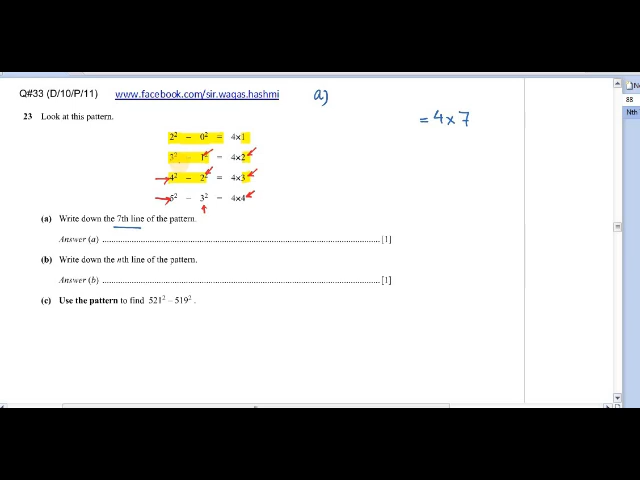 Q#33 (D/10/P/11) www.facebook.com/sir.waqas.hashmi a)
23 Look at this pattern. = 4 × 7
2² − 0² = 4×1
3² − 1² = 4×2
4² − 2² = 4×3
5² − 3² = 4×4
(a) Write down the 7th line of the pattern.
Answer (a) ........................................ [1]
(b) Write down the nth line of the pattern.
Answer (b) ........................................ [1]
(c) Use the pattern to find 521² − 519² .
88
Nth